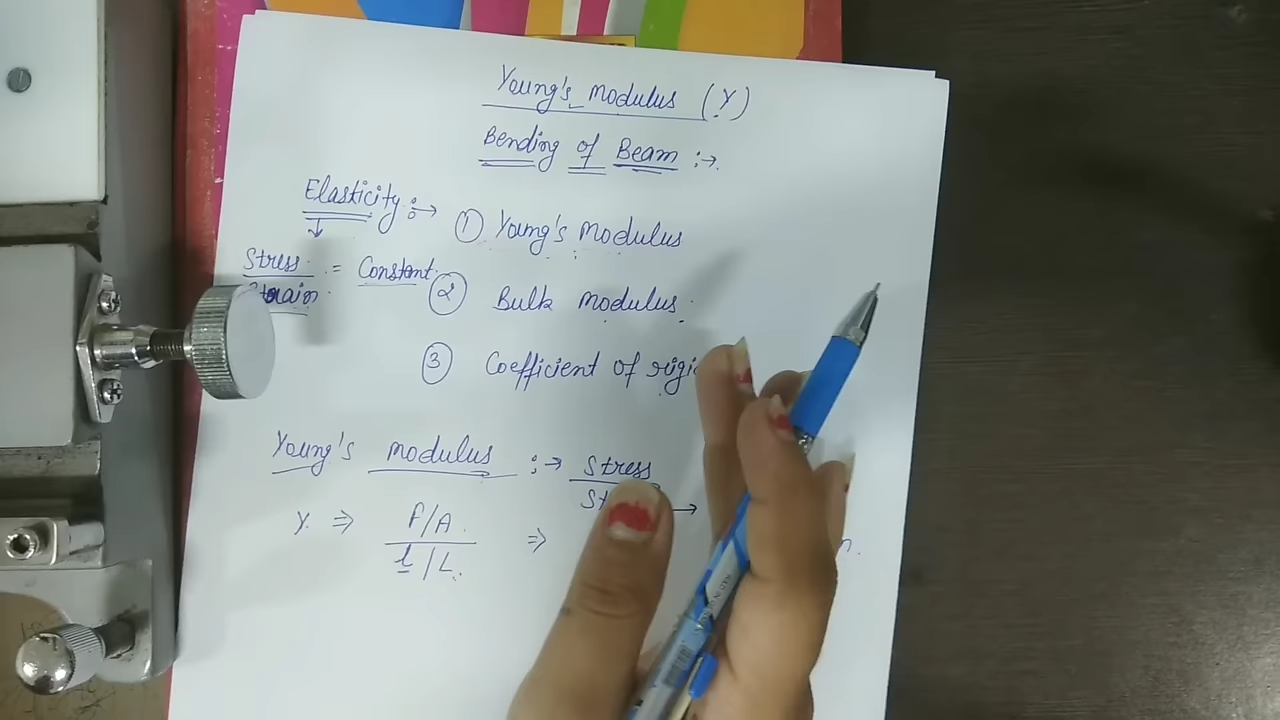 Young's modulus (Y)
Bending of Beam :→
Elasticity :→ ① Young's modulus
Stress / Strain = Constant.
② Bulk modulus.
③ Coefficient of
Young's modulus :→ Stress
Y ⇒ F/A / l/L ⇒